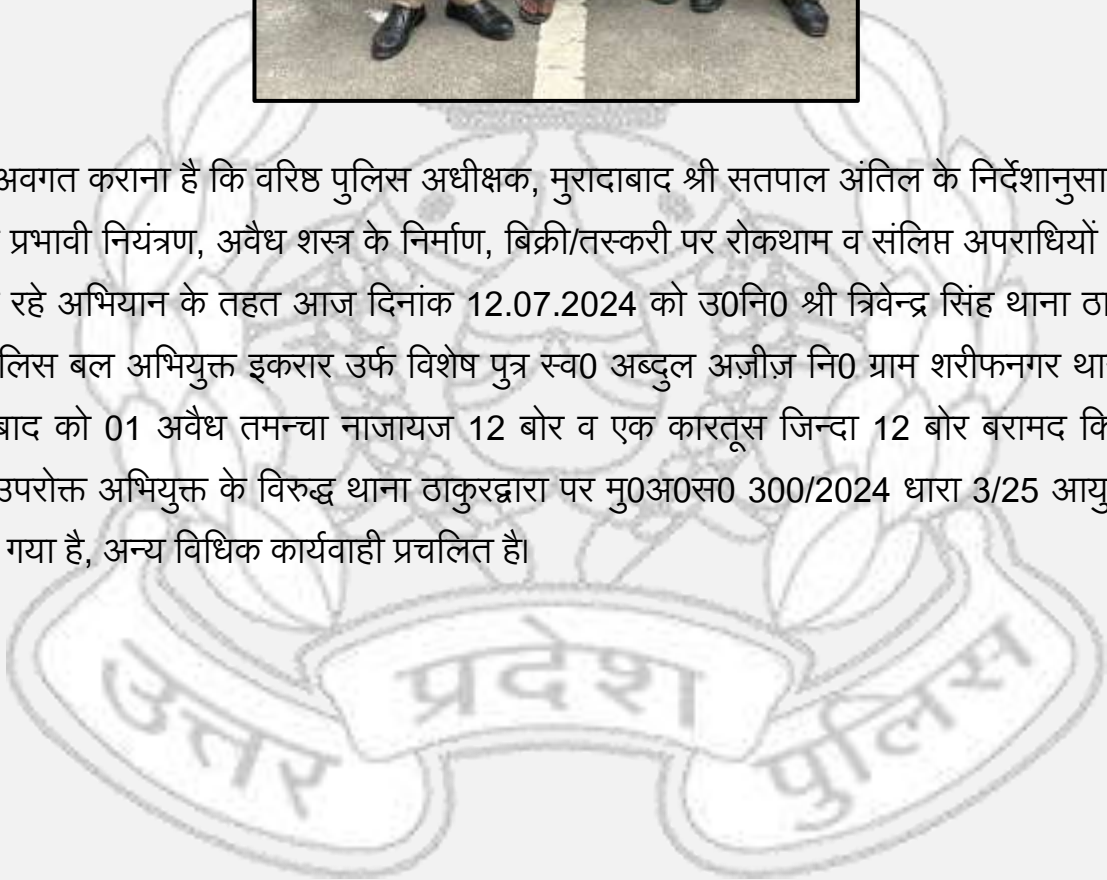 अवगत कराना है कि वरिष्ठ पुलिस अधीक्षक, मुरादाबाद श्री सतपाल अंतिल के निर्देशानुसा
प्रभावी नियंत्रण, अवैध शस्त्र के निर्माण, बिक्री/तस्करी पर रोकथाम व संलिप्त अपराधियों
रहे अभियान के तहत आज दिनांक 12.07.2024 को उ0नि0 श्री त्रिवेन्द्र सिंह थाना ठा
लिस बल अभियुक्त इकरार उर्फ विशेष पुत्र स्व0 अब्दुल अज़ीज़ नि0 ग्राम शरीफनगर था
बाद को 01 अवैध तमन्चा नाजायज 12 बोर व एक कारतूस जिन्दा 12 बोर बरामद कि
उपरोक्त अभियुक्त के विरुद्ध थाना ठाकुरद्वारा पर मु0अ0स0 300/2024 धारा 3/25 आयु
गया है, अन्य विधिक कार्यवाही प्रचलित है।
उत्तर प्रदेश पुलिस